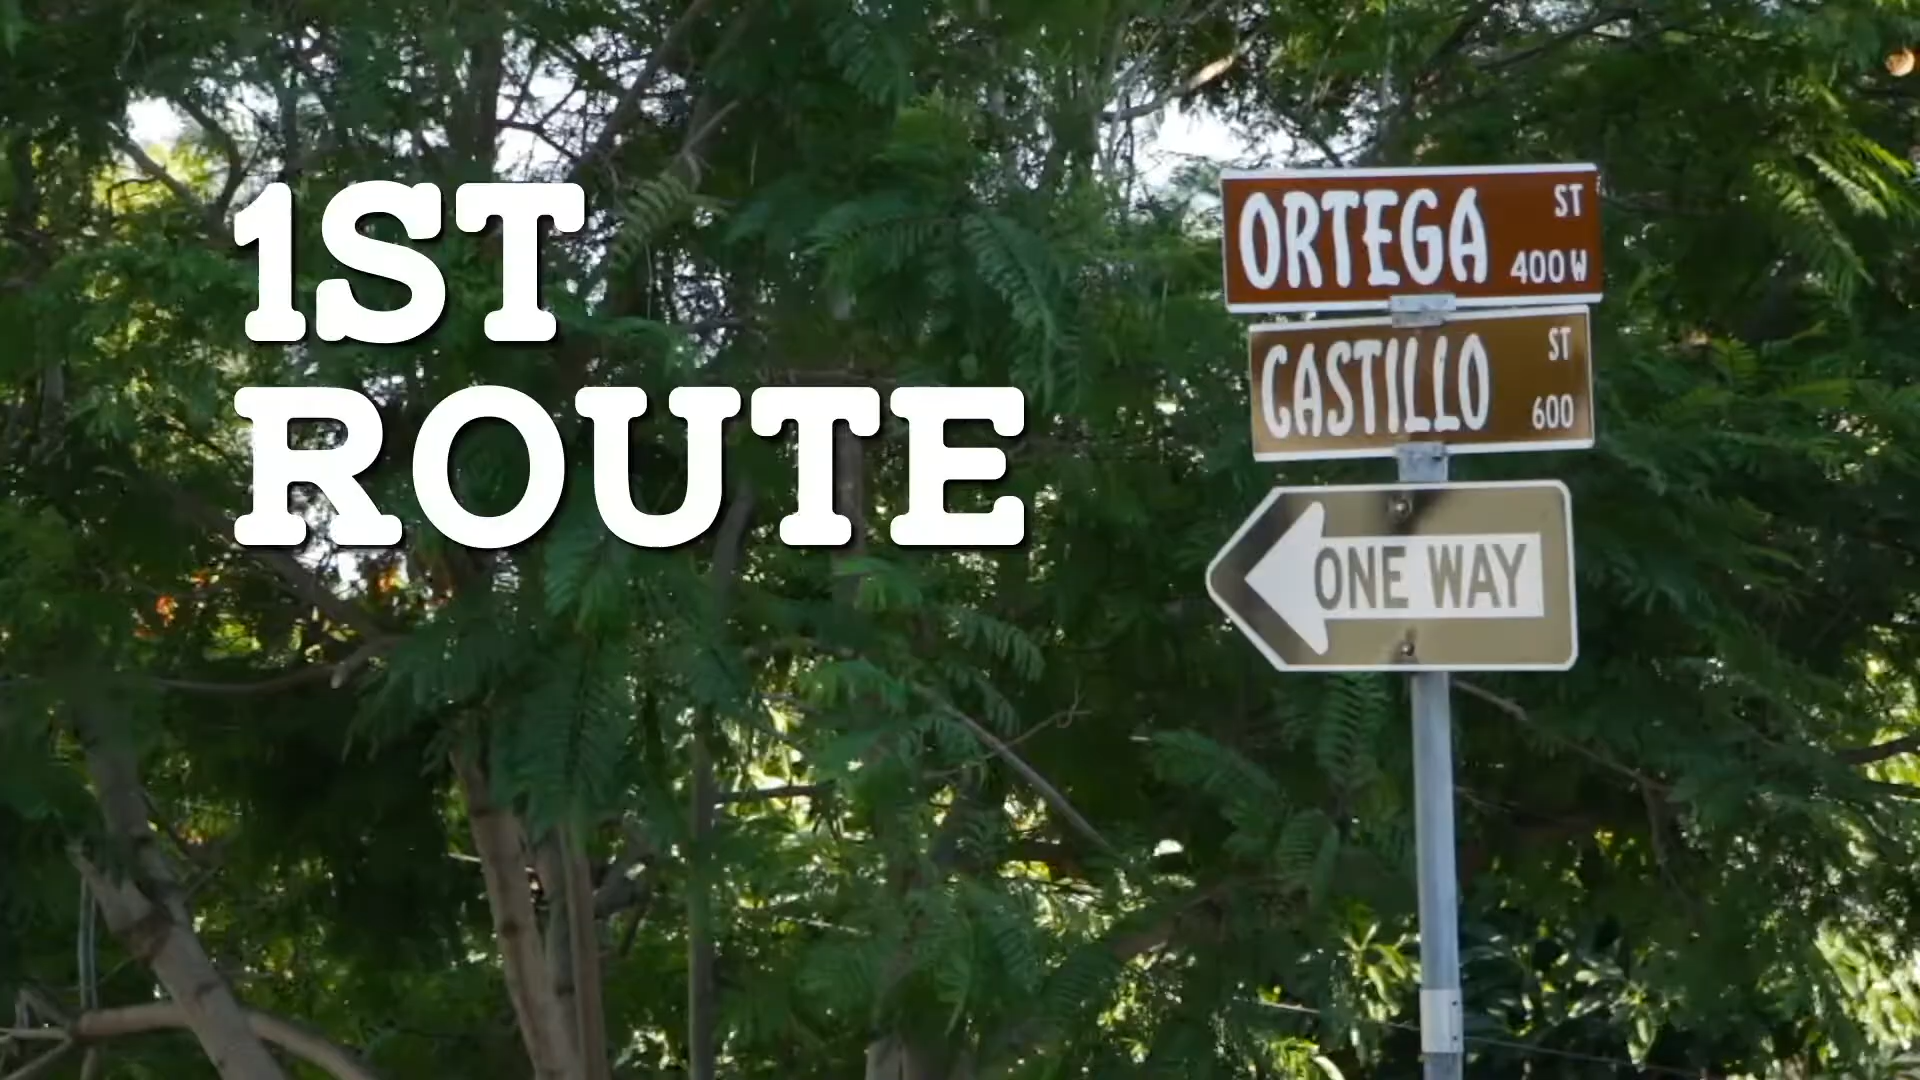 1ST
ROUTE
ORTEGA ST
400 W
CASTILLO ST
600
ONE WAY